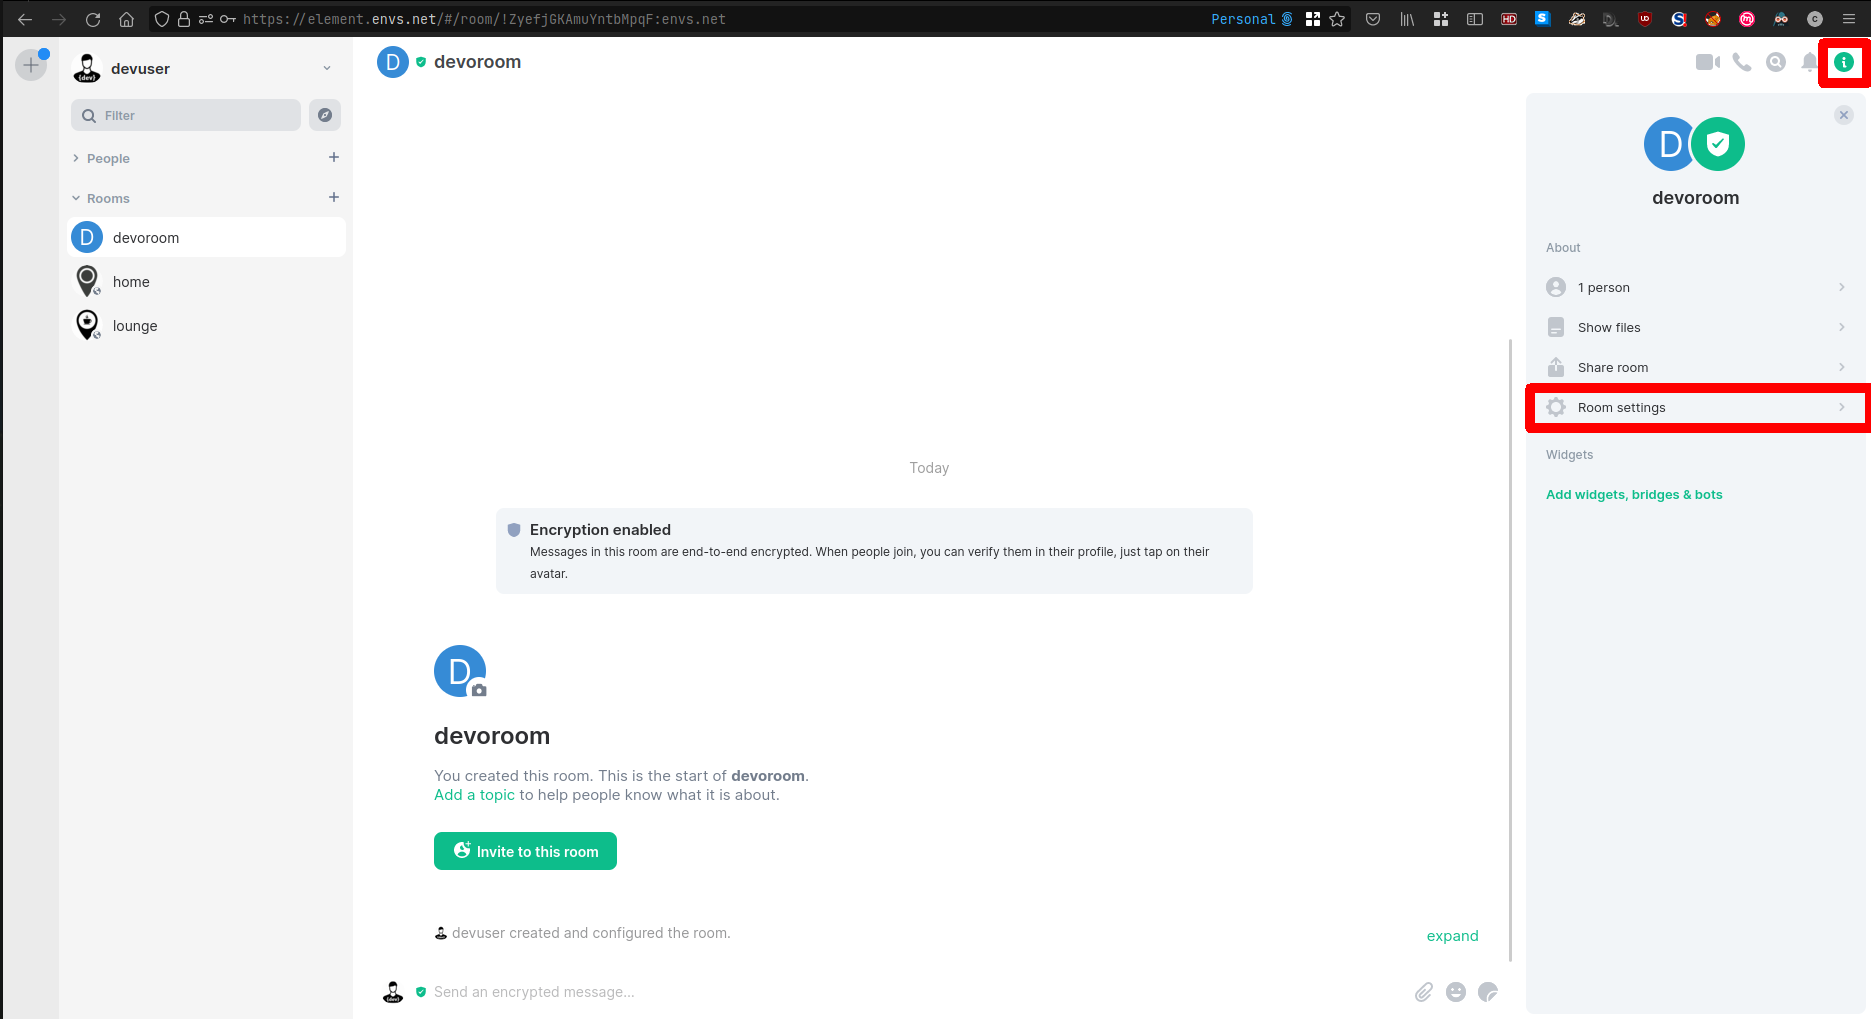 https://element.envs.net/#/room/!ZyefjGKAmuYntbMpqF:envs.net
Personal
devuser
Filter
People
Rooms
D devoroom
home
lounge
D devoroom
Today
Encryption enabled
Messages in this room are end-to-end encrypted. When people join, you can verify them in their profile, just tap on their
avatar.
D
devoroom
You created this room. This is the start of devoroom.
Add a topic to help people know what it is about.
Invite to this room
devuser created and configured the room.
expand
Send an encrypted message...
D
devoroom
About
1 person
Show files
Share room
Room settings
Widgets
Add widgets, bridges & bots